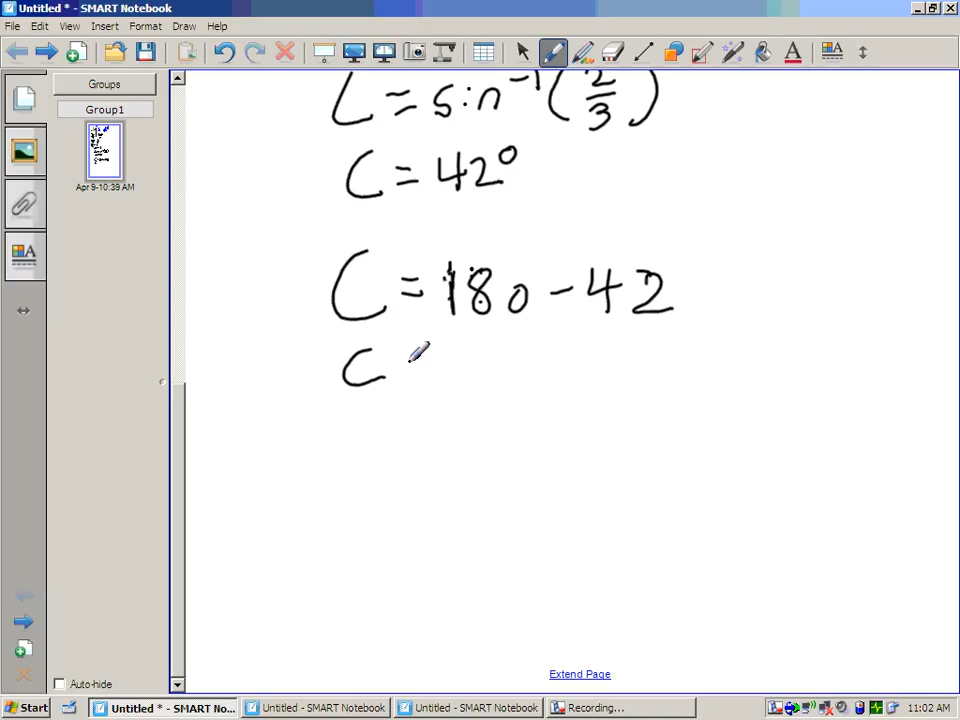 Untitled * - SMART Notebook
File Edit View Insert Format Draw Help
Groups
Group1
Apr 9-10:39 AM
C = sin⁻¹(2/3)
C = 42°
C = 180 - 42
C
Extend Page
Auto-hide
Start
Untitled * - SMART No...
Untitled - SMART Notebook
Untitled - SMART Notebook
Recording...
11:02 AM